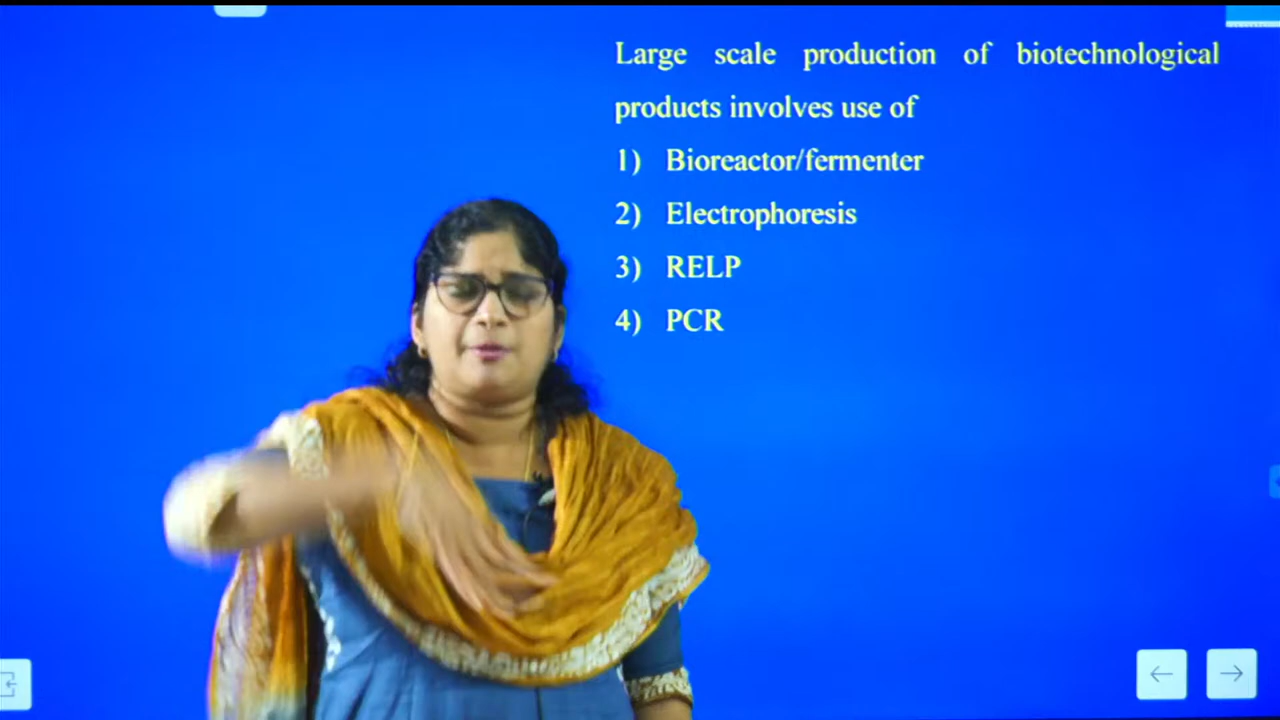 Large scale production of biotechnological
products involves use of
1) Bioreactor/fermenter
2) Electrophoresis
3) RELP
4) PCR